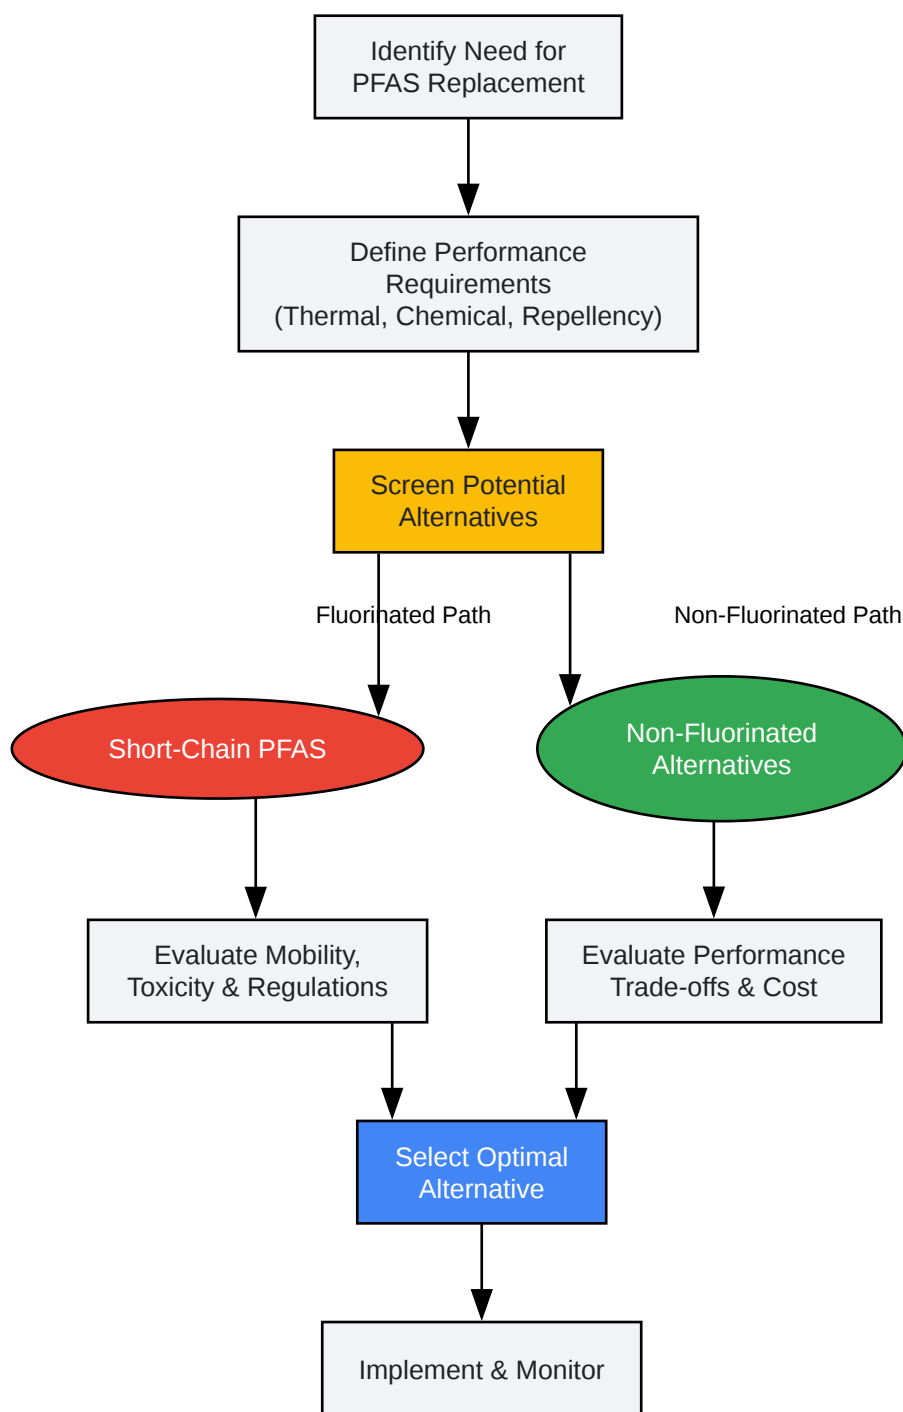 Identify Need for
PFAS Replacement
Define Performance
Requirements
(Thermal, Chemical, Repellency)
Screen Potential
Alternatives
Fluorinated Path
Non-Fluorinated Path
Short-Chain PFAS
Non-Fluorinated
Alternatives
Evaluate Mobility,
Toxicity & Regulations
Evaluate Performance
Trade-offs & Cost
Select Optimal
Alternative
Implement & Monitor